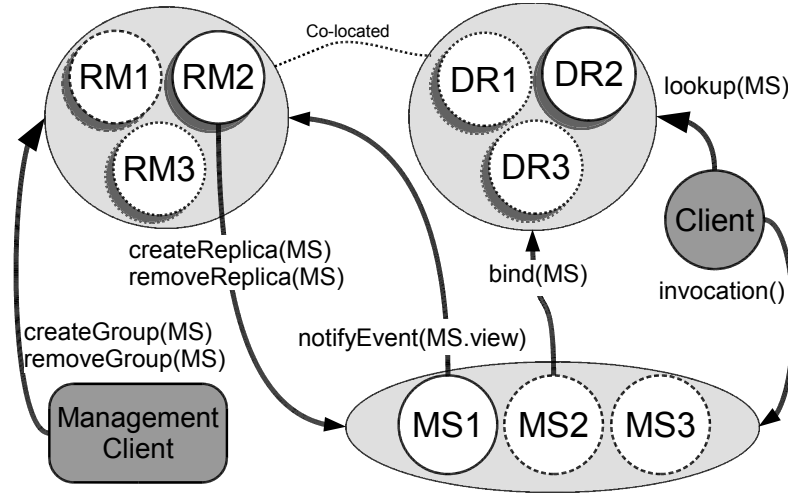 Co-located
RM1
RM2
RM3
DR1
DR2
DR3
lookup(MS)
Client
createReplica(MS)
removeReplica(MS)
bind(MS)
invocation()
createGroup(MS)
removeGroup(MS)
notifyEvent(MS.view)
Management
Client
MS1
MS2
MS3